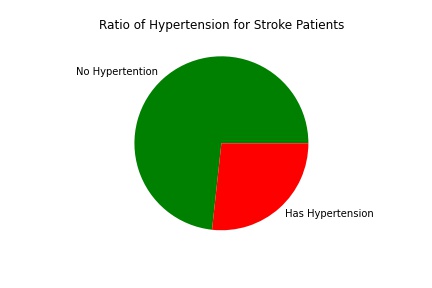 Ratio of Hypertension for Stroke Patients
No Hypertention
Has Hypertension